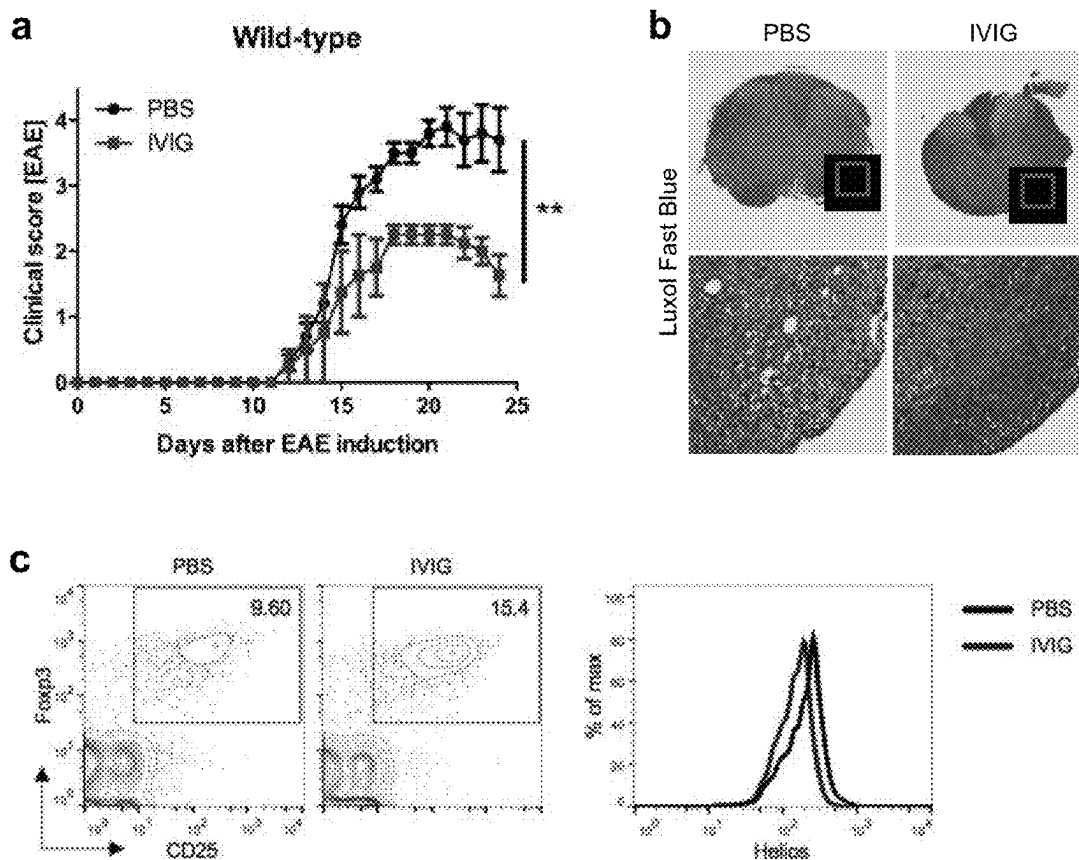 a
Wild-type
PBS
IVIG
Clinical score [EAE]
4
3
2
1
0
0 5 10 15 20 25
Days after EAE induction
**
b
PBS IVIG
Luxol Fast Blue
c
PBS IVIG
9.60
15.4
Foxp3
CD25
% of max
Helios
PBS
IVIG